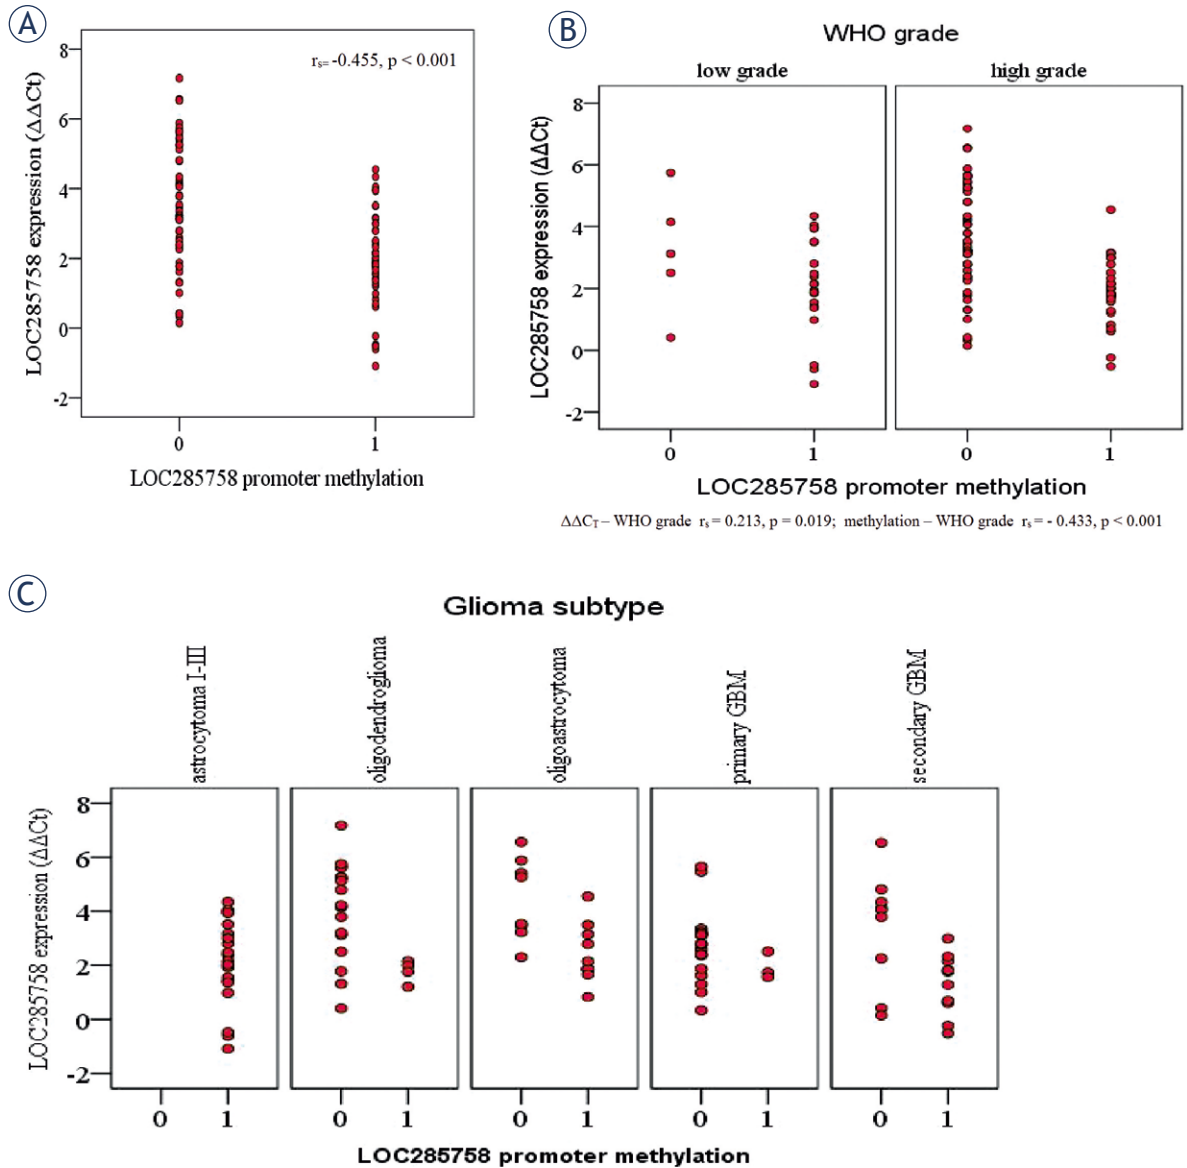 A
8
6
4
2
0
-2
LOC285758 expression (ΔΔCt)
rs= -0.455, p < 0.001
0 1
LOC285758 promoter methylation
B
WHO grade
low grade high grade
8
6
4
2
0
-2
LOC285758 expression (ΔΔCt)
0 1 0 1
LOC285758 promoter methylation
ΔΔCT – WHO grade rs = 0.213, p = 0.019; methylation – WHO grade rs = - 0.433, p < 0.001
C
Glioma subtype
astrocytoma I-III
oligodendroglioma
oligoastrocytoma
primary GBM
secondary GBM
8
6
4
2
0
-2
LOC285758 expression (ΔΔCt)
0 1 0 1 0 1 0 1 0 1
LOC285758 promoter methylation